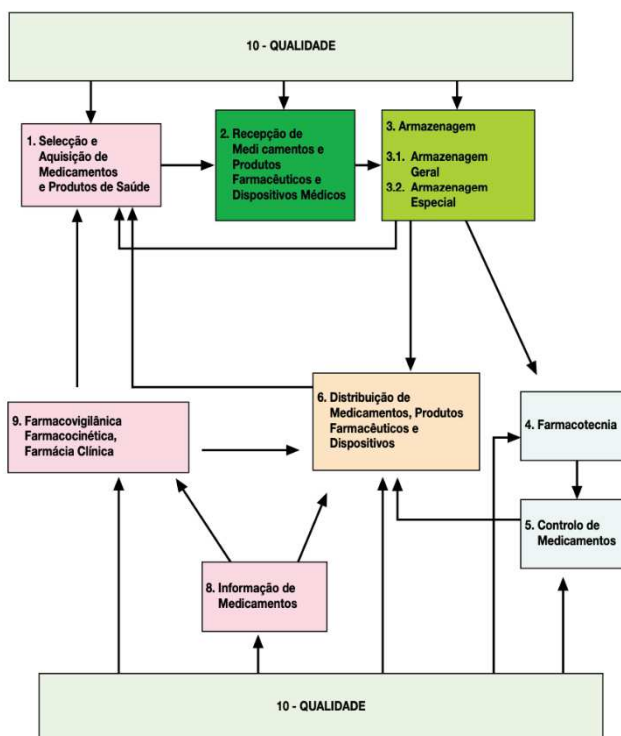 10 - QUALIDADE
1. Selecção e
Aquisição de
Medicamentos
e Produtos de Saúde
2. Recepção de
Medi camentos e
Produtos
Farmacêuticos e
Dispositivos Médicos
3. Armazenagem
3.1. Armazenagem
Geral
3.2. Armazenagem
Especial
9. Farmacovigilânica
Farmacocinética,
Farmácia Clínica
6. Distribuição de
Medicamentos, Produtos
Farmacêuticos e
Dispositivos
4. Farmacotecnia
5. Controlo de
Medicamentos
8. Informação de
Medicamentos
10 - QUALIDADE